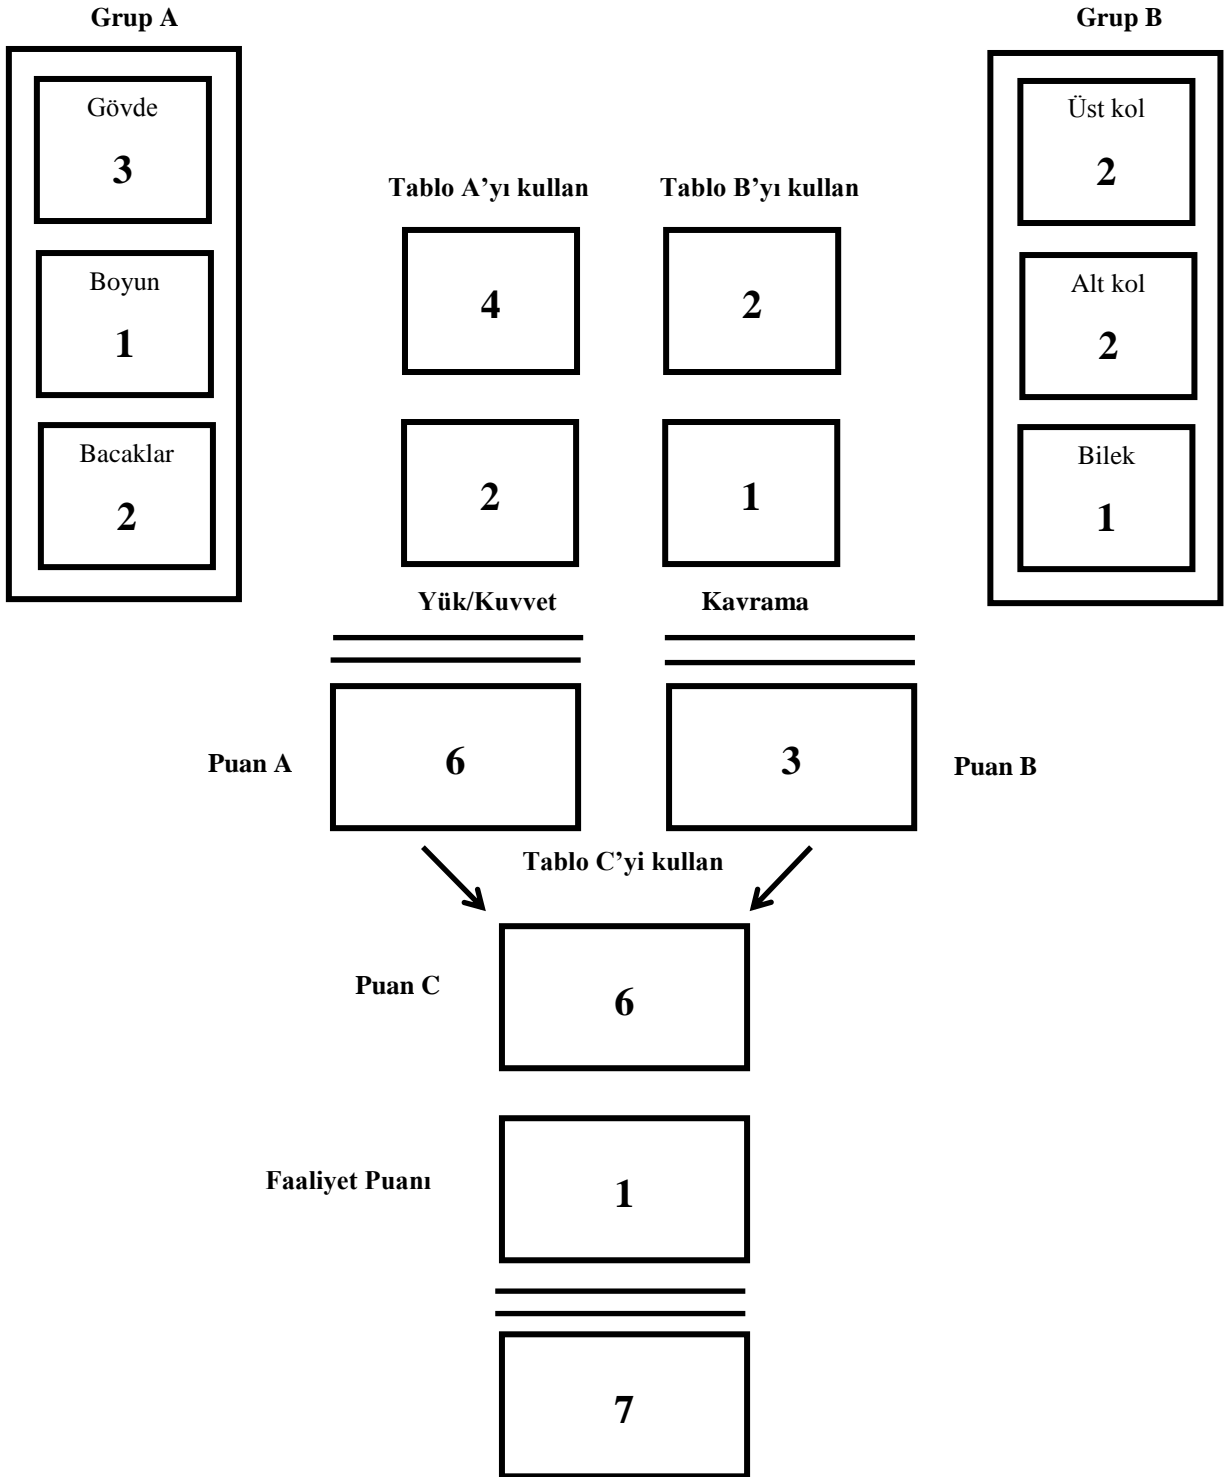 Grup A
Grup B
Gövde
3
Boyun
1
Bacaklar
2
Tablo A’yı kullan
Tablo B’yı kullan
4
2
2
1
Yük/Kuvvet
Kavrama
Üst kol
2
Alt kol
2
Bilek
1
Puan A
6
3
Puan B
Tablo C’yi kullan
Puan C
6
Faaliyet Puanı
1
7